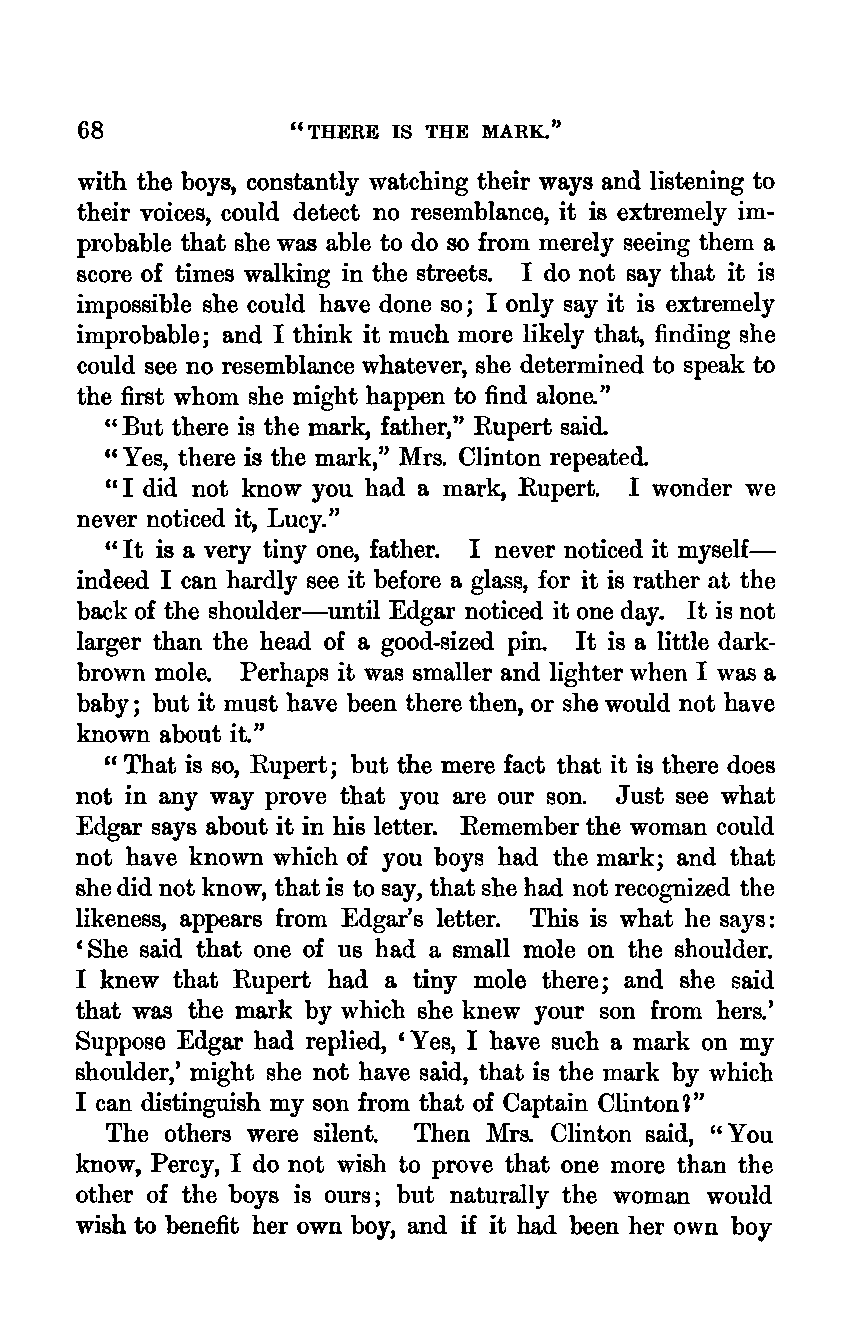 68 "THERE IS THE MARK."
with the boys, constantly watching their ways and listening to
their voices, could detect no resemblance, it is extremely im-
probable that she was able to do so from merely seeing them a
score of times walking in the streets. I do not say that it is
impossible she could have done so; I only say it is extremely
improbable; and I think it much more likely that, finding she
could see no resemblance whatever, she determined to speak to
the first whom she might happen to find alone."
"But there is the mark, father," Rupert said.
"Yes, there is the mark," Mrs. Clinton repeated.
"I did not know you had a mark, Rupert. I wonder we
never noticed it, Lucy."
"It is a very tiny one, father. I never noticed it myself—
indeed I can hardly see it before a glass, for it is rather at the
back of the shoulder—until Edgar noticed it one day. It is not
larger than the head of a good-sized pin. It is a little dark-
brown mole. Perhaps it was smaller and lighter when I was a
baby; but it must have been there then, or she would not have
known about it."
"That is so, Rupert; but the mere fact that it is there does
not in any way prove that you are our son. Just see what
Edgar says about it in his letter. Remember the woman could
not have known which of you boys had the mark; and that
she did not know, that is to say, that she had not recognized the
likeness, appears from Edgar's letter. This is what he says:
'She said that one of us had a small mole on the shoulder.
I knew that Rupert had a tiny mole there; and she said
that was the mark by which she knew your son from hers.'
Suppose Edgar had replied, 'Yes, I have such a mark on my
shoulder,' might she not have said, that is the mark by which
I can distinguish my son from that of Captain Clinton?"
The others were silent. Then Mrs. Clinton said, "You
know, Percy, I do not wish to prove that one more than the
other of the boys is ours; but naturally the woman would
wish to benefit her own boy, and if it had been her own boy